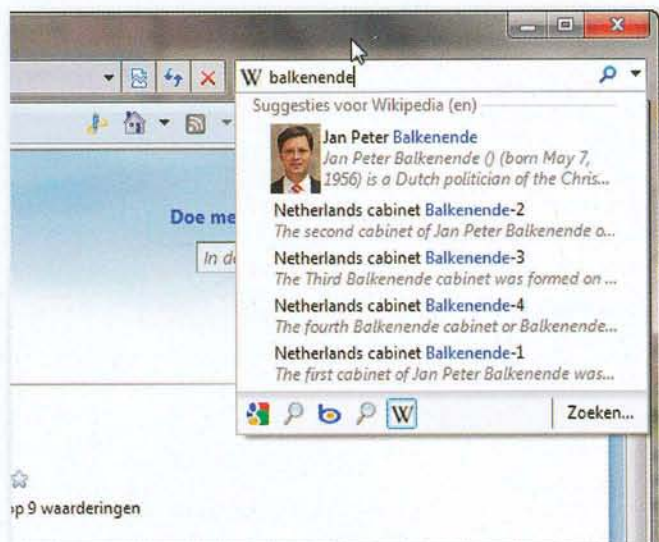 W balkenende
Suggesties voor Wikipedia (en)
Jan Peter Balkenende
Jan Peter Balkenende () (born May 7,
1956) is a Dutch politician of the Chris...
Doe me
In d
Netherlands cabinet Balkenende-2
The second cabinet of Jan Peter Balkenende o...
Netherlands cabinet Balkenende-3
The Third Balkenende cabinet was formed on ...
Netherlands cabinet Balkenende-4
The fourth Balkenende cabinet or Balkenende...
Netherlands cabinet Balkenende-1
The first cabinet of Jan Peter Balkenende was...
W Zoeken...
op 9 waarderingen